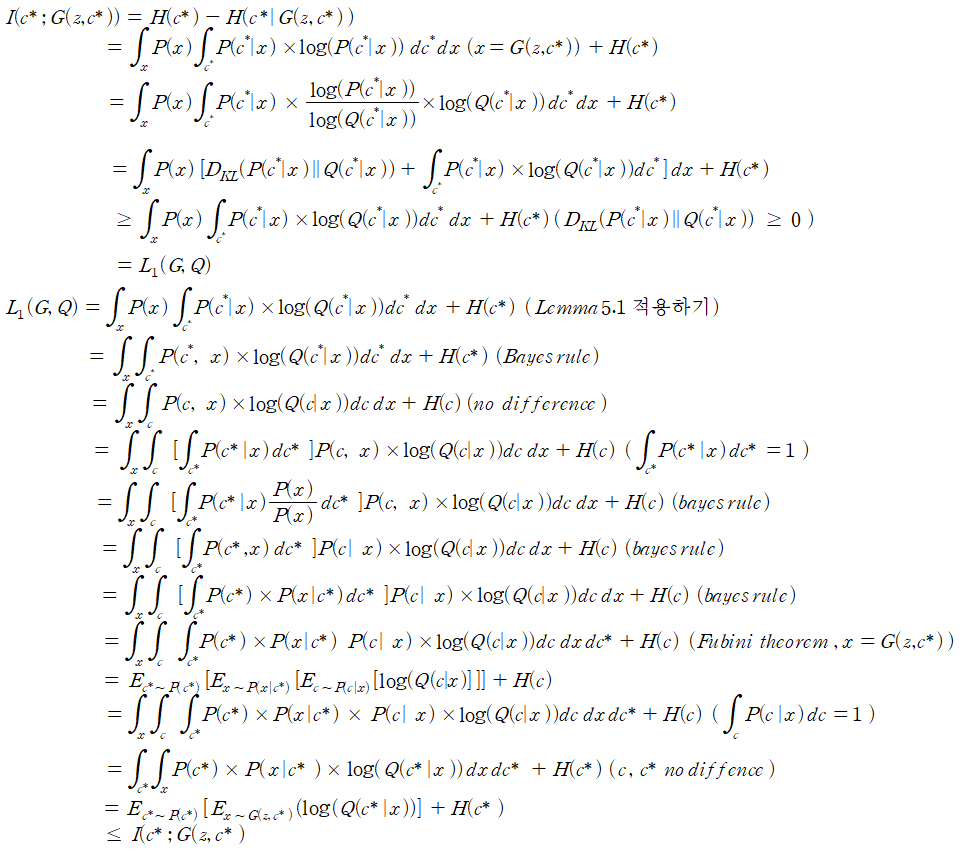 I(c*;G(z,c*)) = H(c*) − H(c*|G(z,c*))
= ∫_x P(x) ∫_{c*} P(c*|x) × log(P(c*|x)) dc* dx (x = G(z,c*)) + H(c*)
= ∫_x P(x) ∫_{c*} P(c*|x) × log(P(c*|x))/log(Q(c*|x)) × log(Q(c*|x)) dc* dx + H(c*)
= ∫_x P(x) [D_{KL}(P(c*|x)||Q(c*|x)) + ∫_{c*} P(c*|x) × log(Q(c*|x))dc*] dx + H(c*)
≥ ∫_x P(x) ∫_{c*} P(c*|x) × log(Q(c*|x))dc* dx + H(c*) ( D_{KL}(P(c*|x)||Q(c*|x)) ≥ 0 )
= L_1(G, Q)
L_1(G, Q) = ∫_x P(x) ∫_{c*} P(c*|x) × log(Q(c*|x))dc* dx + H(c*) ( Lemma 5.1 적용하기 )
= ∫_x ∫_{c*} P(c*, x) × log(Q(c*|x))dc* dx + H(c*) (Bayes rule)
= ∫_x ∫_c P(c, x) × log(Q(c|x))dc dx + H(c) (no difference)
= ∫_x ∫_c [∫_{c*} P(c*|x) dc* ]P(c, x) × log(Q(c|x))dc dx + H(c) ( ∫_{c*} P(c*|x)dc* = 1 )
= ∫_x ∫_c [∫_{c*} P(c*|x) P(x)/P(x) dc* ]P(c, x) × log(Q(c|x))dc dx + H(c) (bayes rule)
= ∫_x ∫_c [∫_{c*} P(c*,x) dc* ]P(c| x) × log(Q(c|x))dc dx + H(c) (bayes rule)
= ∫_x ∫_c [∫_{c*} P(c*) × P(x|c*)dc* ]P(c| x) × log(Q(c|x))dc dx + H(c) (bayes rule)
= ∫_x ∫_c ∫_{c*} P(c*) × P(x|c*) P(c| x) × log(Q(c|x))dc dx dc* + H(c) (Fubini theorem, x = G(z,c*))
= E_{c*~P(c*)}[E_{x~P(x|c*)}[E_{c~P(c|x)}[log(Q(c|x)]]] + H(c)
= ∫_x ∫_c ∫_{c*} P(c*) × P(x|c*) × P(c| x) × log(Q(c|x))dc dx dc* + H(c) ( ∫_c P(c|x)dc = 1 )
= ∫_{c*} ∫_x P(c*) × P(x|c* ) × log( Q(c*|x)) dx dc* + H(c*) (c, c* no diffence)
= E_{c*~P(c*)}[E_{x~G(z,c*)}(log(Q(c*|x))] + H(c* )
≤ I(c*;G(z,c*)